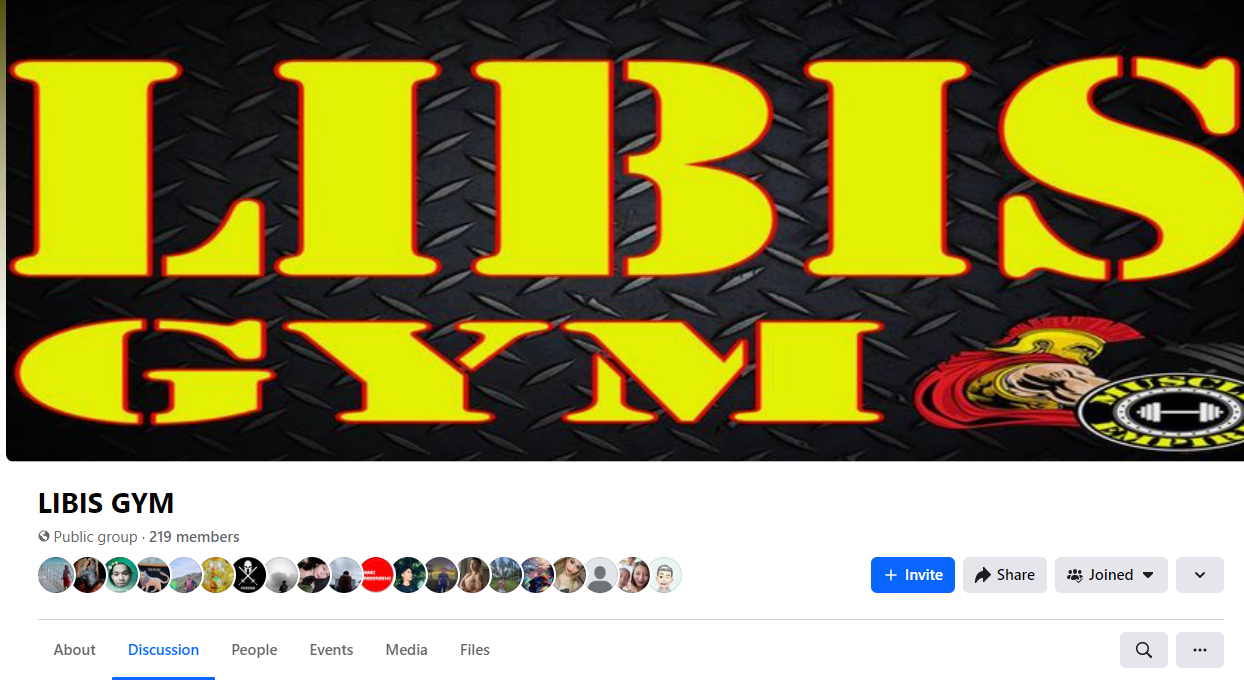 LIBIS
GYM
MUSCLE
EMPIRE
LIBIS GYM
Public group · 219 members
Invite
Share
Joined
About
Discussion
People
Events
Media
Files